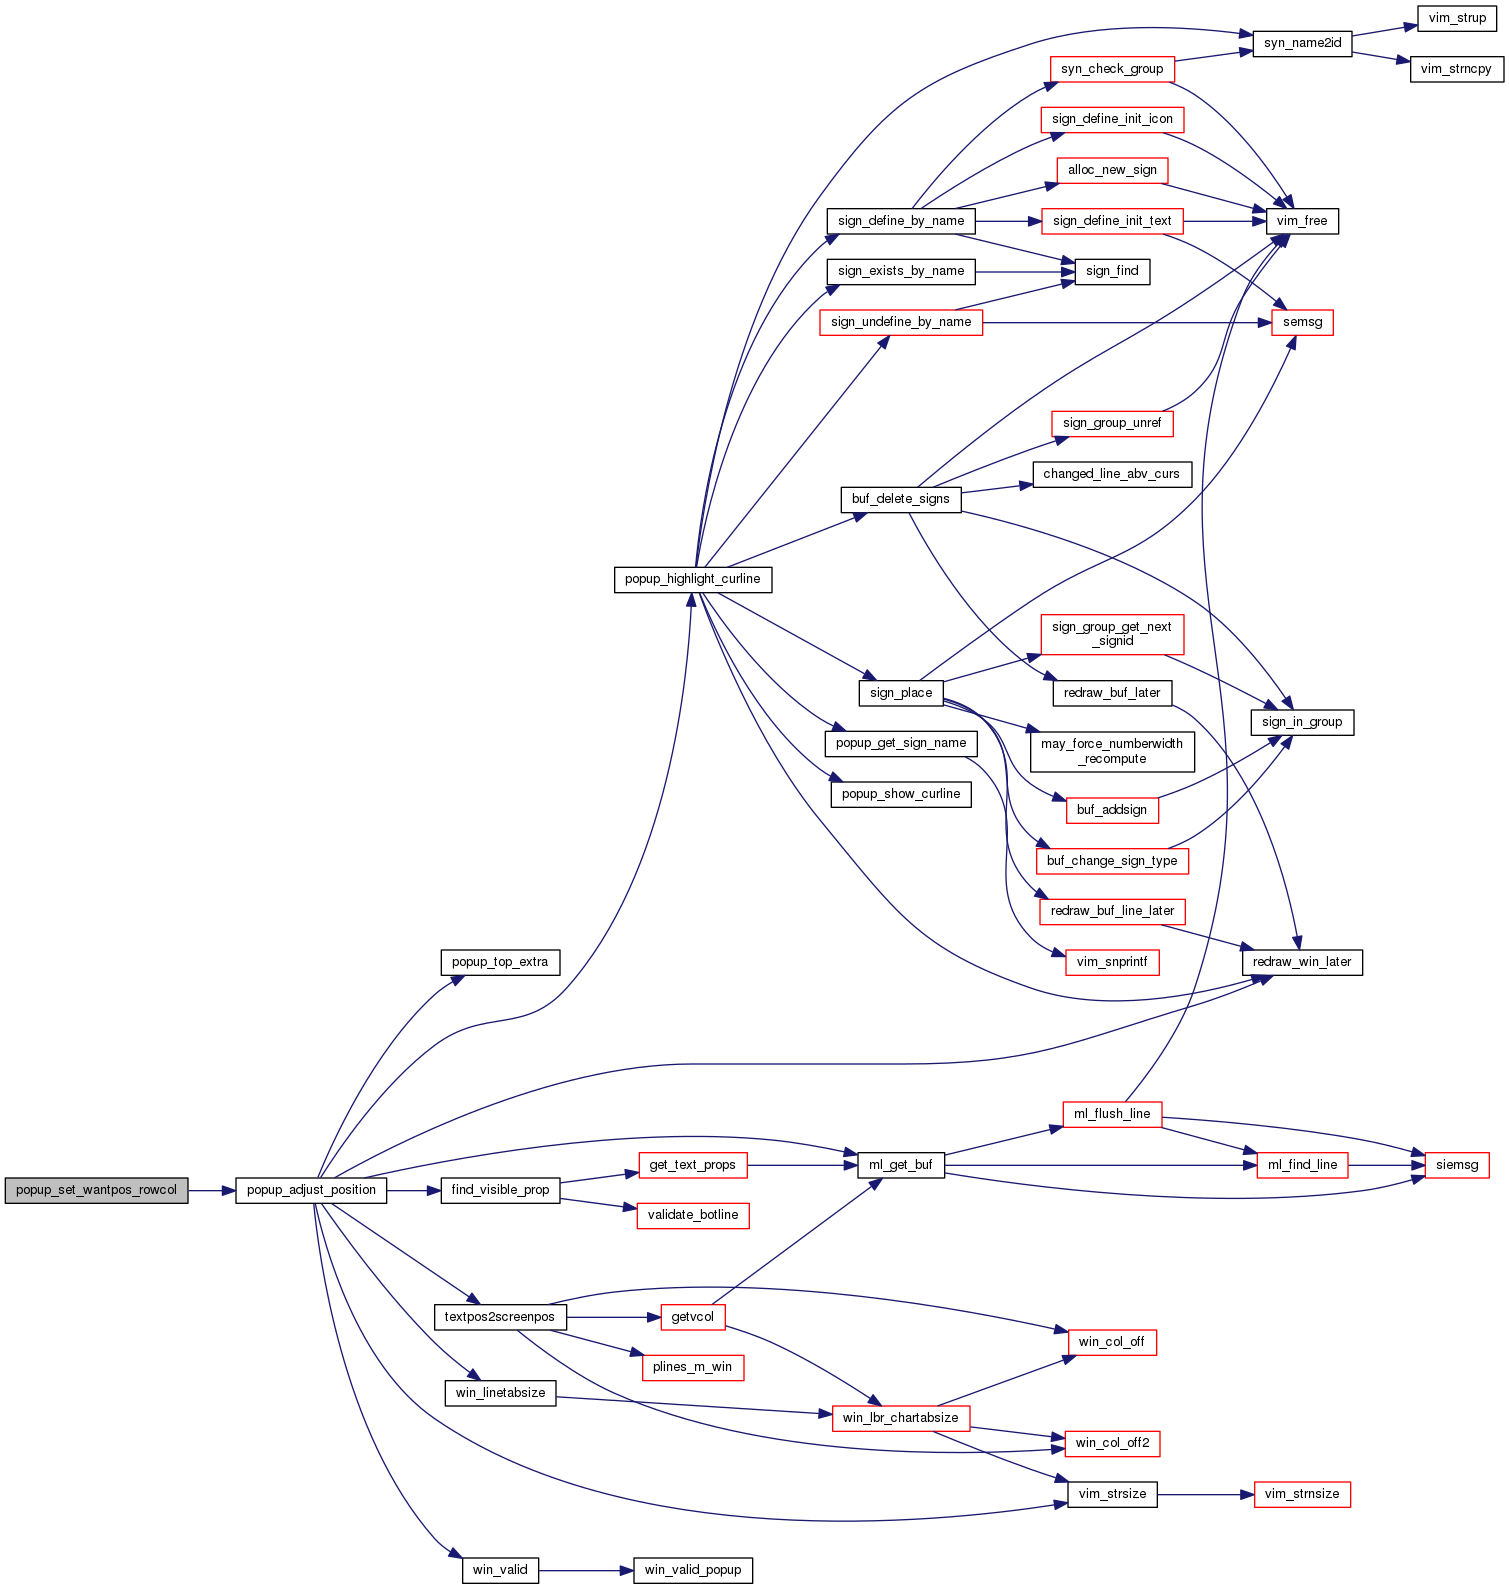 vim_strup
syn_name2id
syn_check_group
vim_strncpy
sign_define_init_icon
alloc_new_sign
sign_define_by_name
sign_define_init_text
vim_free
sign_exists_by_name
sign_find
sign_undefine_by_name
semsg
sign_group_unref
changed_line_abv_curs
buf_delete_signs
popup_highlight_curline
sign_group_get_next
_signid
sign_place
redraw_buf_later
sign_in_group
popup_get_sign_name
may_force_numberwidth
_recompute
popup_show_curline
buf_addsign
buf_change_sign_type
redraw_buf_line_later
popup_top_extra
vim_snprintf
redraw_win_later
ml_flush_line
get_text_props
ml_get_buf
ml_find_line
siemsg
popup_set_wantpos_rowcol
popup_adjust_position
find_visible_prop
validate_botline
textpos2screenpos
getvcol
win_col_off
plines_m_win
win_linetabsize
win_lbr_chartabsize
win_col_off2
vim_strsize
vim_strnsize
win_valid
win_valid_popup